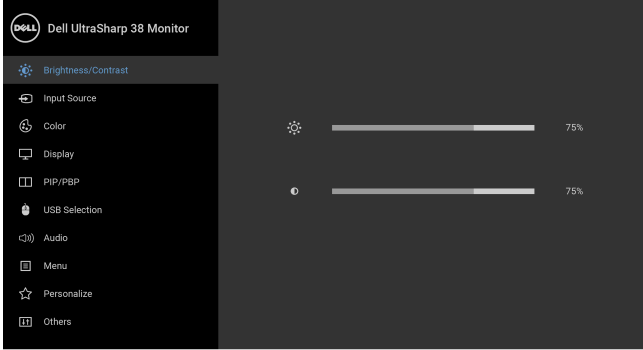 DELL
Dell UltraSharp 38 Monitor
Brightness/Contrast
Input Source
Color
Display
PIP/PBP
USB Selection
Audio
Menu
Personalize
Others
75%
75%